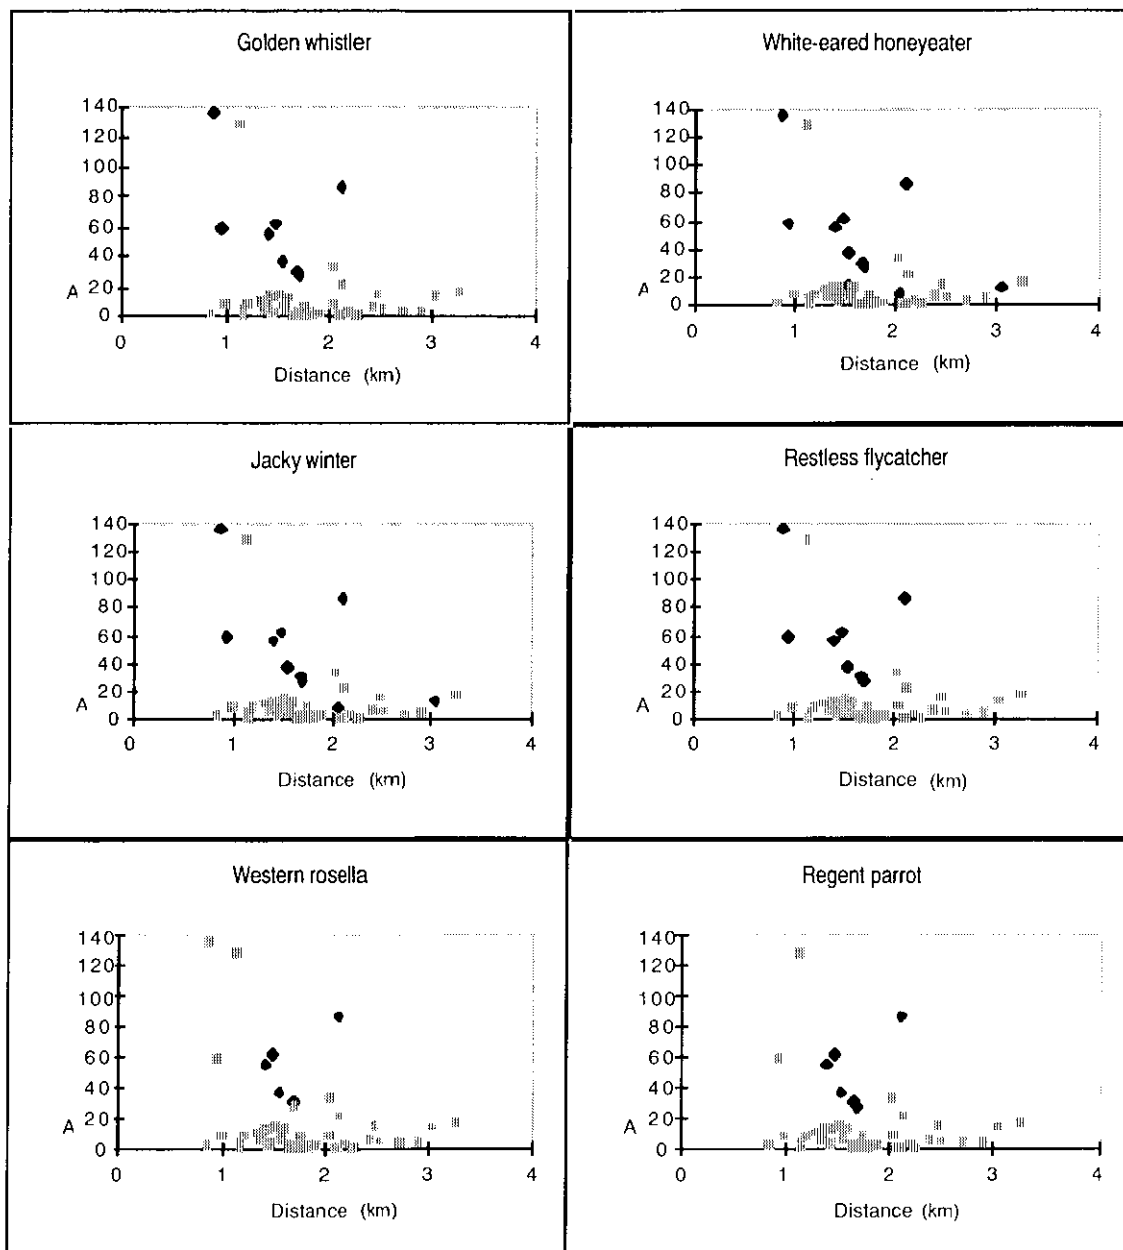 Golden whistler
140
120
100
80
60
40
20
A
0
0 1 2 3 4
Distance (km)
White-eared honeyeater
140
120
100
80
60
40
20
A
0
0 1 2 3 4
Distance (km)
Jacky winter
140
120
100
80
60
40
20
A
0
0 1 2 3 4
Distance (km)
Restless flycatcher
140
120
100
80
60
40
20
A
0
0 1 2 3 4
Distance (km)
Western rosella
140
120
100
80
60
40
20
A
0
0 1 2 3 4
Distance (km)
Regent parrot
140
120
100
80
60
40
20
A
0
0 1 2 3 4
Distance (km)